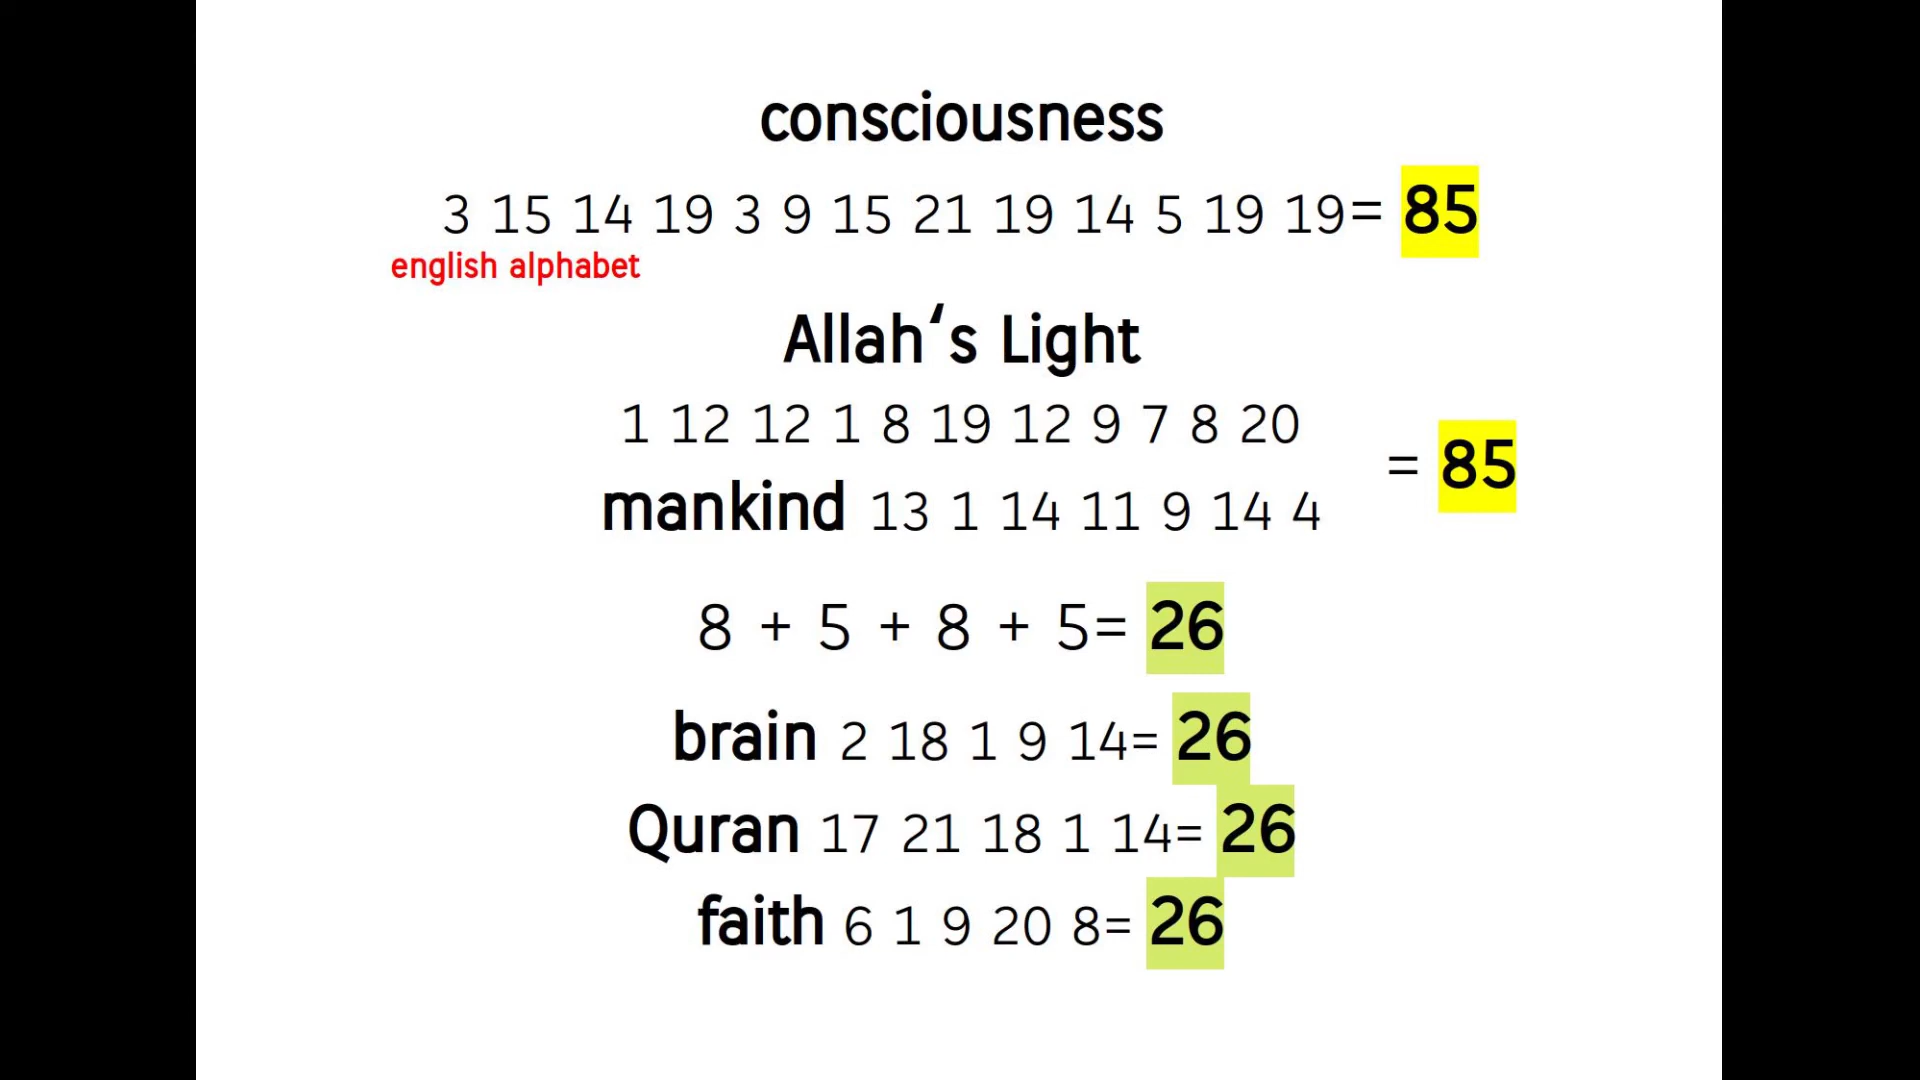 consciousness
3 15 14 19 3 9 15 21 19 14 5 19 19= 85
english alphabet
Allah‘s Light
1 12 12 1 8 19 12 9 7 8 20
= 85
mankind 13 1 14 11 9 14 4
8 + 5 + 8 + 5= 26
brain 2 18 1 9 14= 26
Quran 17 21 18 1 14= 26
faith 6 1 9 20 8= 26